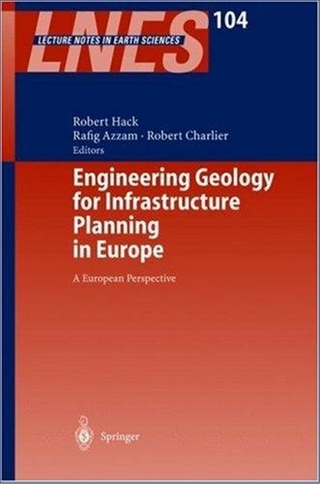 LNES 104
LECTURE NOTES IN EARTH SCIENCES
Robert Hack
Rafig Azzam · Robert Charlier
Editors
Engineering Geology
for Infrastructure
Planning
in Europe
A European Perspective
Springer